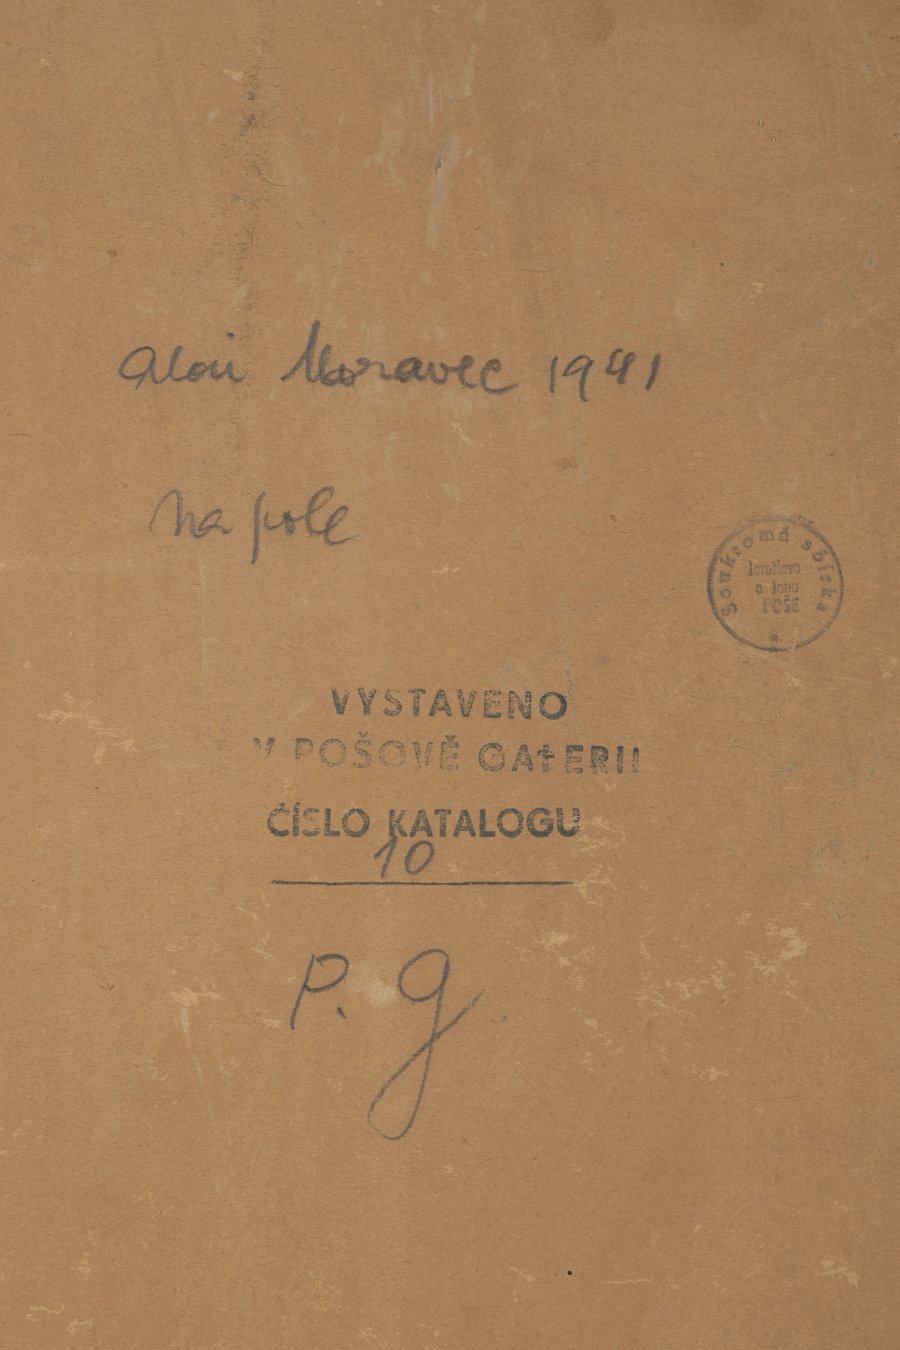 Alois Moravec 1941
Na pole
Soukromá sbírka
Jaroslava
a Jana
POŠE
*
VYSTAVENO
V POŠOVĚ GALERII
ČÍSLO KATALOGU
10
P. G.